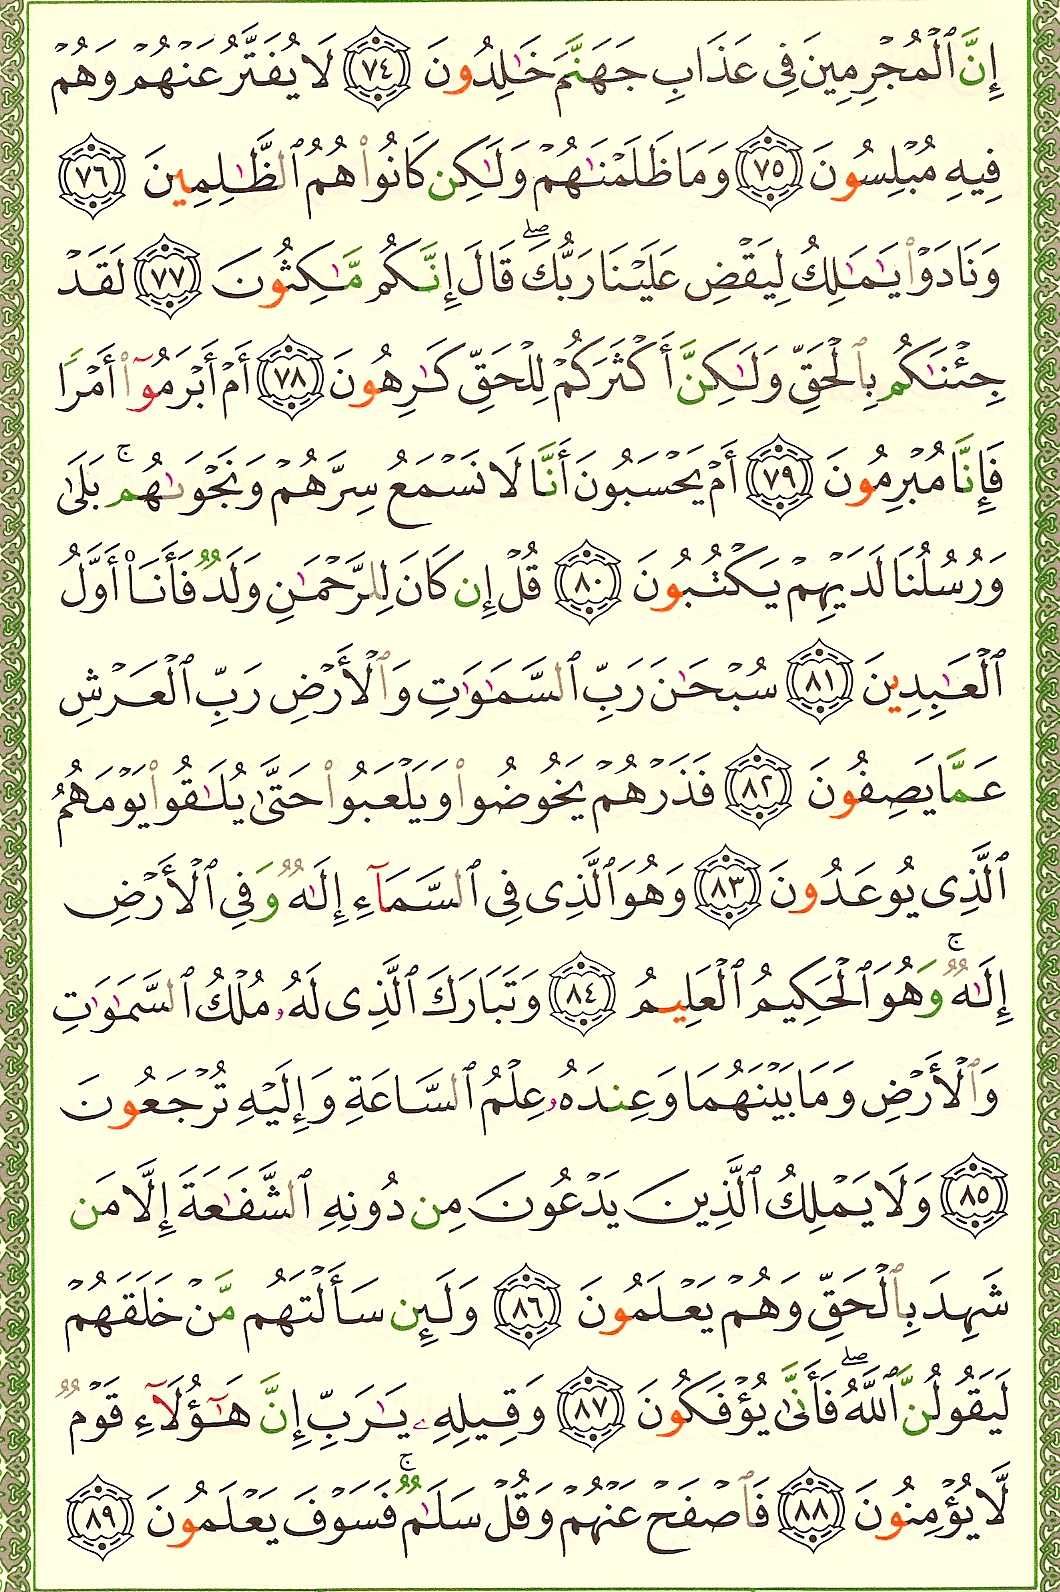 إِنَّ ٱلْمُجْرِمِينَ فِى عَذَابِ جَهَنَّمَ خَـٰلِدُونَ ﴿٧٤﴾ لَا يُفَتَّرُ عَنْهُمْ وَهُمْ
فِيهِ مُبْلِسُونَ ﴿٧٥﴾ وَمَا ظَلَمْنَـٰهُمْ وَلَـٰكِن كَانُوا۟ هُمُ ٱلظَّـٰلِمِينَ ﴿٧٦﴾
وَنَادَوْا۟ يَـٰمَـٰلِكُ لِيَقْضِ عَلَيْنَا رَبُّكَ ۖ قَالَ إِنَّكُم مَّـٰكِثُونَ ﴿٧٧﴾ لَقَدْ
جِئْنَـٰكُم بِٱلْحَقِّ وَلَـٰكِنَّ أَكْثَرَكُمْ لِلْحَقِّ كَـٰرِهُونَ ﴿٧٨﴾ أَمْ أَبْرَمُوٓا۟ أَمْرًا
فَإِنَّا مُبْرِمُونَ ﴿٧٩﴾ أَمْ يَحْسَبُونَ أَنَّا لَا نَسْمَعُ سِرَّهُمْ وَنَجْوَىٰهُم ۚ بَلَىٰ
وَرُسُلُنَا لَدَيْهِمْ يَكْتُبُونَ ﴿٨٠﴾ قُلْ إِن كَانَ لِلرَّحْمَـٰنِ وَلَدٌ فَأَنَا۠ أَوَّلُ
ٱلْعَـٰبِدِينَ ﴿٨١﴾ سُبْحَـٰنَ رَبِّ ٱلسَّمَـٰوَٰتِ وَٱلْأَرْضِ رَبِّ ٱلْعَرْشِ
عَمَّا يَصِفُونَ ﴿٨٢﴾ فَذَرْهُمْ يَخُوضُوا۟ وَيَلْعَبُوا۟ حَتَّىٰ يُلَـٰقُوا۟ يَوْمَهُمُ
ٱلَّذِى يُوعَدُونَ ﴿٨٣﴾ وَهُوَ ٱلَّذِى فِى ٱلسَّمَآءِ إِلَـٰهٌ وَفِى ٱلْأَرْضِ
إِلَـٰهٌ ۚ وَهُوَ ٱلْحَكِيمُ ٱلْعَلِيمُ ﴿٨٤﴾ وَتَبَارَكَ ٱلَّذِى لَهُۥ مُلْكُ ٱلسَّمَـٰوَٰتِ
وَٱلْأَرْضِ وَمَا بَيْنَهُمَا وَعِندَهُۥ عِلْمُ ٱلسَّاعَةِ وَإِلَيْهِ تُرْجَعُونَ
﴿٨٥﴾ وَلَا يَمْلِكُ ٱلَّذِينَ يَدْعُونَ مِن دُونِهِ ٱلشَّفَـٰعَةَ إِلَّا مَن
شَهِدَ بِٱلْحَقِّ وَهُمْ يَعْلَمُونَ ﴿٨٦﴾ وَلَئِن سَأَلْتَهُم مَّنْ خَلَقَهُمْ
لَيَقُولُنَّ ٱللَّهُ ۖ فَأَنَّىٰ يُؤْفَكُونَ ﴿٨٧﴾ وَقِيلِهِۦ يَـٰرَبِّ إِنَّ هَـٰٓؤُلَآءِ قَوْمٌ
لَّا يُؤْمِنُونَ ﴿٨٨﴾ فَٱصْفَحْ عَنْهُمْ وَقُلْ سَلَـٰمٌ ۚ فَسَوْفَ يَعْلَمُونَ ﴿٨٩﴾